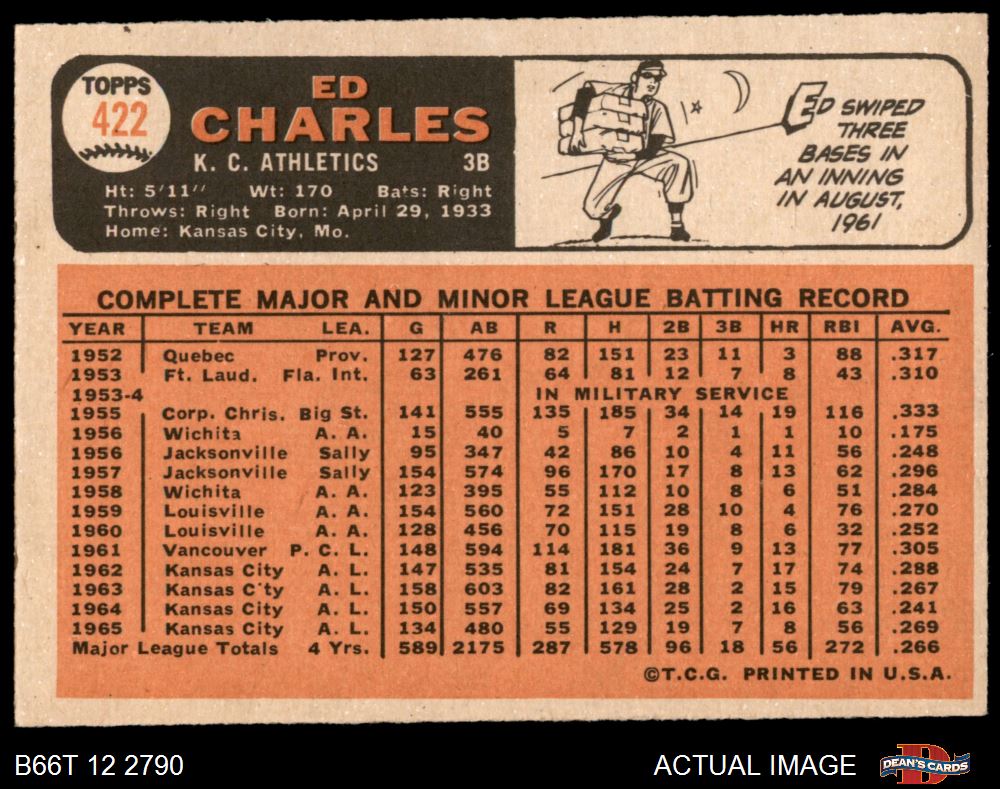 TOPPS
422
ED
CHARLES
K. C. ATHLETICS 3B
Ht: 5'11" Wt: 170 Bats: Right
Throws: Right Born: April 29, 1933
Home: Kansas City, Mo.
ED SWIPED
THREE
BASES IN
AN INNING
IN AUGUST,
1961
COMPLETE MAJOR AND MINOR LEAGUE BATTING RECORD
YEAR TEAM LEA. G AB R H 2B 3B HR RBI AVG.
1952 Quebec Prov. 127 476 82 151 23 11 3 88 .317
1953 Ft. Laud. Fla. Int. 63 261 64 81 12 7 8 43 .310
1953-4 IN MILITARY SERVICE
1955 Corp. Chris. Big St. 141 555 135 185 34 14 19 116 .333
1956 Wichita A. A. 15 40 5 7 2 1 1 10 .175
1956 Jacksonville Sally 95 347 42 86 10 4 11 56 .248
1957 Jacksonville Sally 154 574 96 170 17 8 13 62 .296
1958 Wichita A. A. 123 395 55 112 10 8 6 51 .284
1959 Louisville A. A. 154 560 72 151 28 10 4 76 .270
1960 Louisville A. A. 128 456 70 115 19 8 6 32 .252
1961 Vancouver P. C. L. 148 594 114 181 36 9 13 77 .305
1962 Kansas City A. L. 147 535 81 154 24 7 17 74 .288
1963 Kansas City A. L. 158 603 82 161 28 2 15 79 .267
1964 Kansas City A. L. 150 557 69 134 25 2 16 63 .241
1965 Kansas City A. L. 134 480 55 129 19 7 8 56 .269
Major League Totals 4 Yrs. 589 2175 287 578 96 18 56 272 .266
©T.C.G. PRINTED IN U.S.A.
B66T 12 2790 ACTUAL IMAGE DEAN'S CARDS